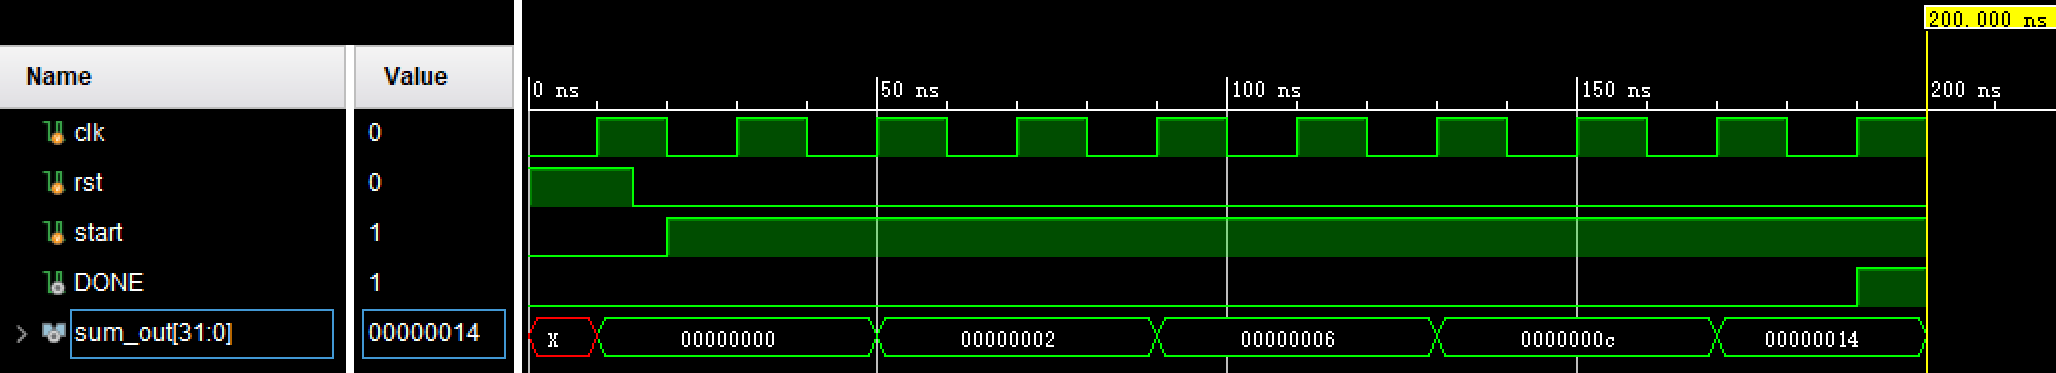 200.000 ns
Name Value
0 ns 50 ns 100 ns 150 ns 200 ns
clk 0
rst 0
start 1
DONE 1
sum_out[31:0] 00000014 X 00000000 00000002 00000006 0000000c 00000014